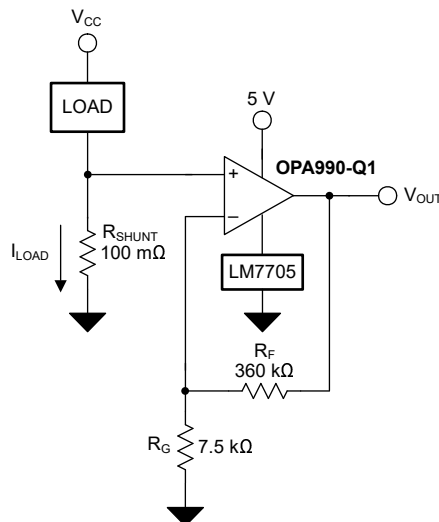 VCC
LOAD
5 V
OPA990-Q1
+
−
VOUT
ILOAD
RSHUNT
100 mΩ
LM7705
RF
360 kΩ
RG
7.5 kΩ